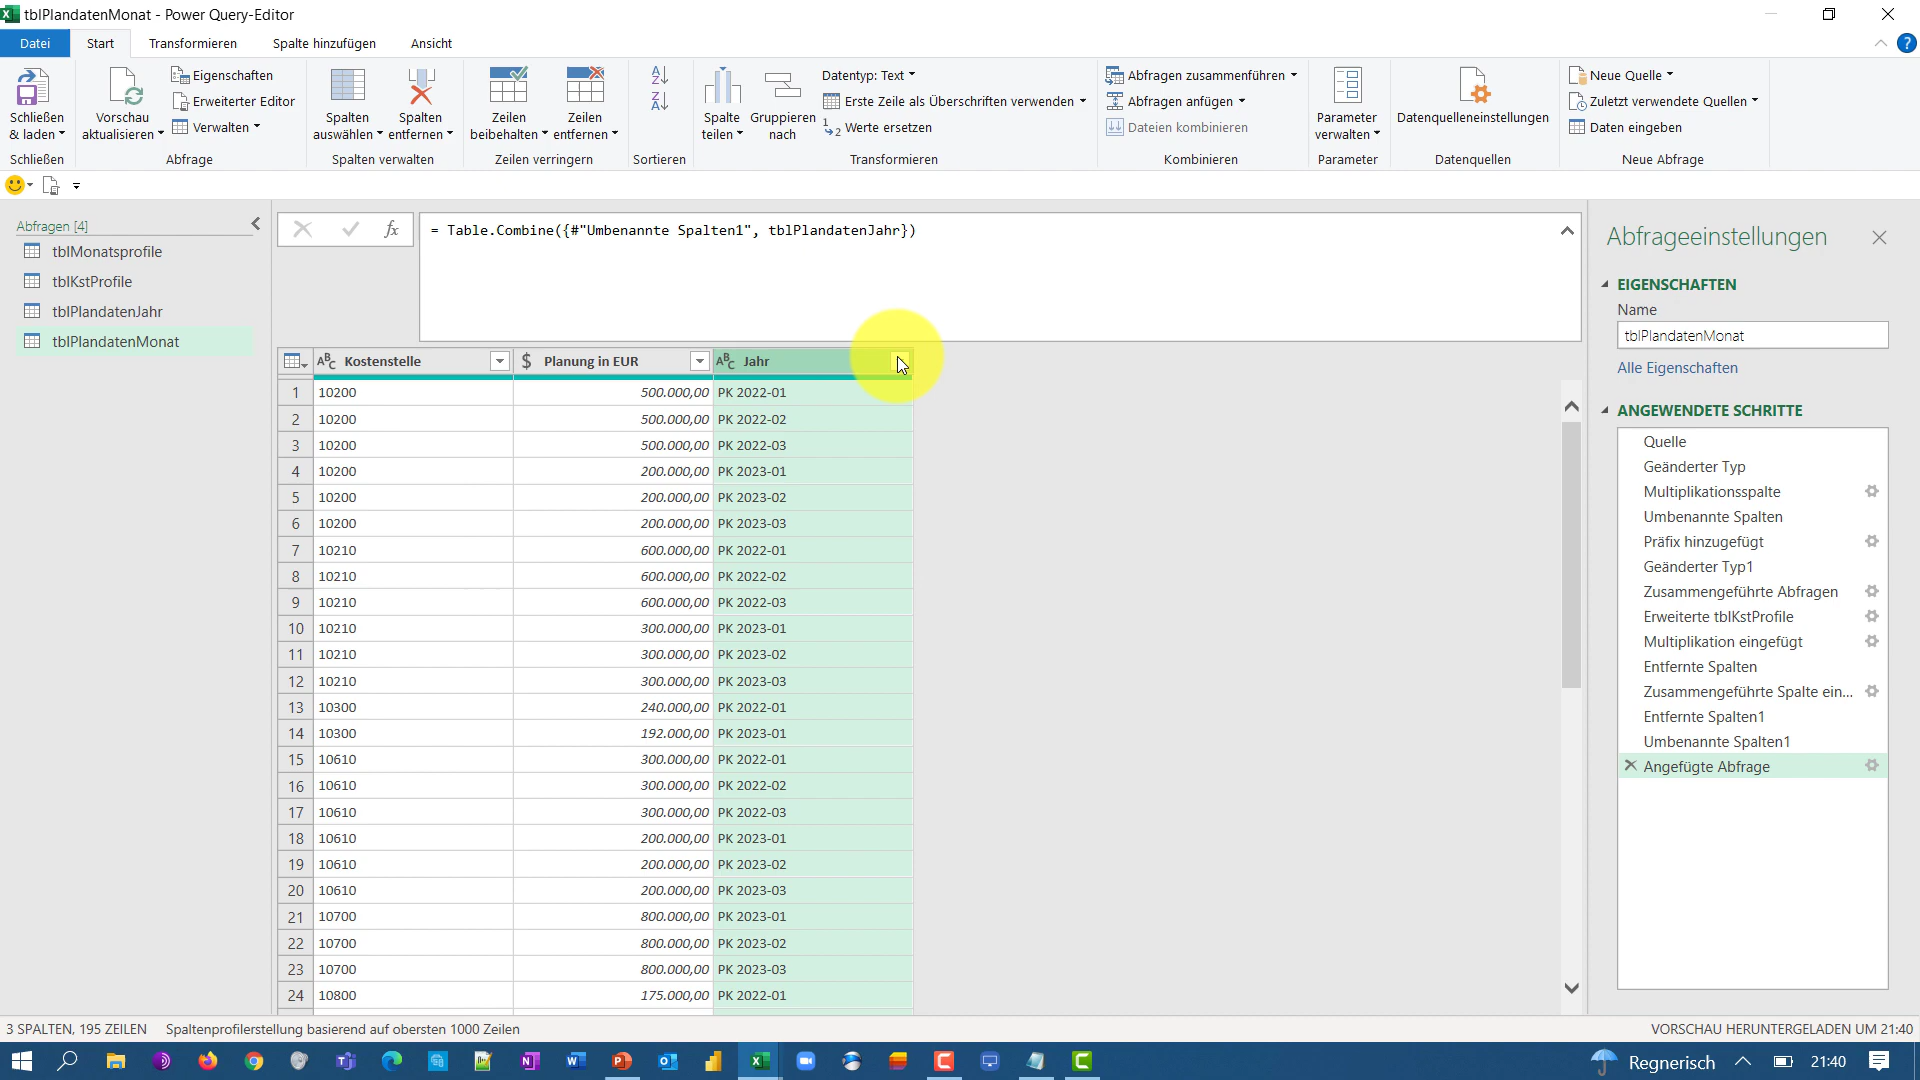 tblPlandatenMonat - Power Query-Editor
Datei
Start
Transformieren
Spalte hinzufügen
Ansicht
Schließen
& laden
Schließen
Vorschau
aktualisieren
Eigenschaften
Erweiterter Editor
Verwalten
Abfrage
Spalten
auswählen
Spalten
entfernen
Spalten verwalten
Zeilen
beibehalten
Zeilen
entfernen
Zeilen verringern
Sortieren
Spalte
teilen
Gruppieren
nach
Datentyp: Text
Erste Zeile als Überschriften verwenden
Werte ersetzen
Transformieren
Abfragen zusammenführen
Abfragen anfügen
Dateien kombinieren
Kombinieren
Parameter
verwalten
Parameter
Datenquelleneinstellungen
Datenquellen
Neue Quelle
Zuletzt verwendete Quellen
Daten eingeben
Neue Abfrage
Abfragen [4]
tblMonatsprofile
tblKstProfile
tblPlandatenJahr
tblPlandatenMonat
= Table.Combine({#"Umbenannte Spalten1", tblPlandatenJahr})
Kostenstelle Planung in EUR Jahr
1 10200 500.000,00 PK 2022-01
2 10200 500.000,00 PK 2022-02
3 10200 500.000,00 PK 2022-03
4 10200 200.000,00 PK 2023-01
5 10200 200.000,00 PK 2023-02
6 10200 200.000,00 PK 2023-03
7 10210 600.000,00 PK 2022-01
8 10210 600.000,00 PK 2022-02
9 10210 600.000,00 PK 2022-03
10 10210 300.000,00 PK 2023-01
11 10210 300.000,00 PK 2023-02
12 10210 300.000,00 PK 2023-03
13 10300 240.000,00 PK 2022-01
14 10300 192.000,00 PK 2023-01
15 10610 300.000,00 PK 2022-01
16 10610 300.000,00 PK 2022-02
17 10610 300.000,00 PK 2022-03
18 10610 200.000,00 PK 2023-01
19 10610 200.000,00 PK 2023-02
20 10610 200.000,00 PK 2023-03
21 10700 800.000,00 PK 2023-01
22 10700 800.000,00 PK 2023-02
23 10700 800.000,00 PK 2023-03
24 10800 175.000,00 PK 2022-01
Abfrageeinstellungen
EIGENSCHAFTEN
Name
tblPlandatenMonat
Alle Eigenschaften
ANGEWENDETE SCHRITTE
Quelle
Geänderter Typ
Multiplikationsspalte
Umbenannte Spalten
Präfix hinzugefügt
Geänderter Typ1
Zusammengeführte Abfragen
Erweiterte tblKstProfile
Multiplikation eingefügt
Entfernte Spalten
Zusammengeführte Spalte ein...
Entfernte Spalten1
Umbenannte Spalten1
Angefügte Abfrage
3 SPALTEN, 195 ZEILEN Spaltenprofilerstellung basierend auf obersten 1000 Zeilen
VORSCHAU HERUNTERGELADEN UM 21:40
Regnerisch
21:40